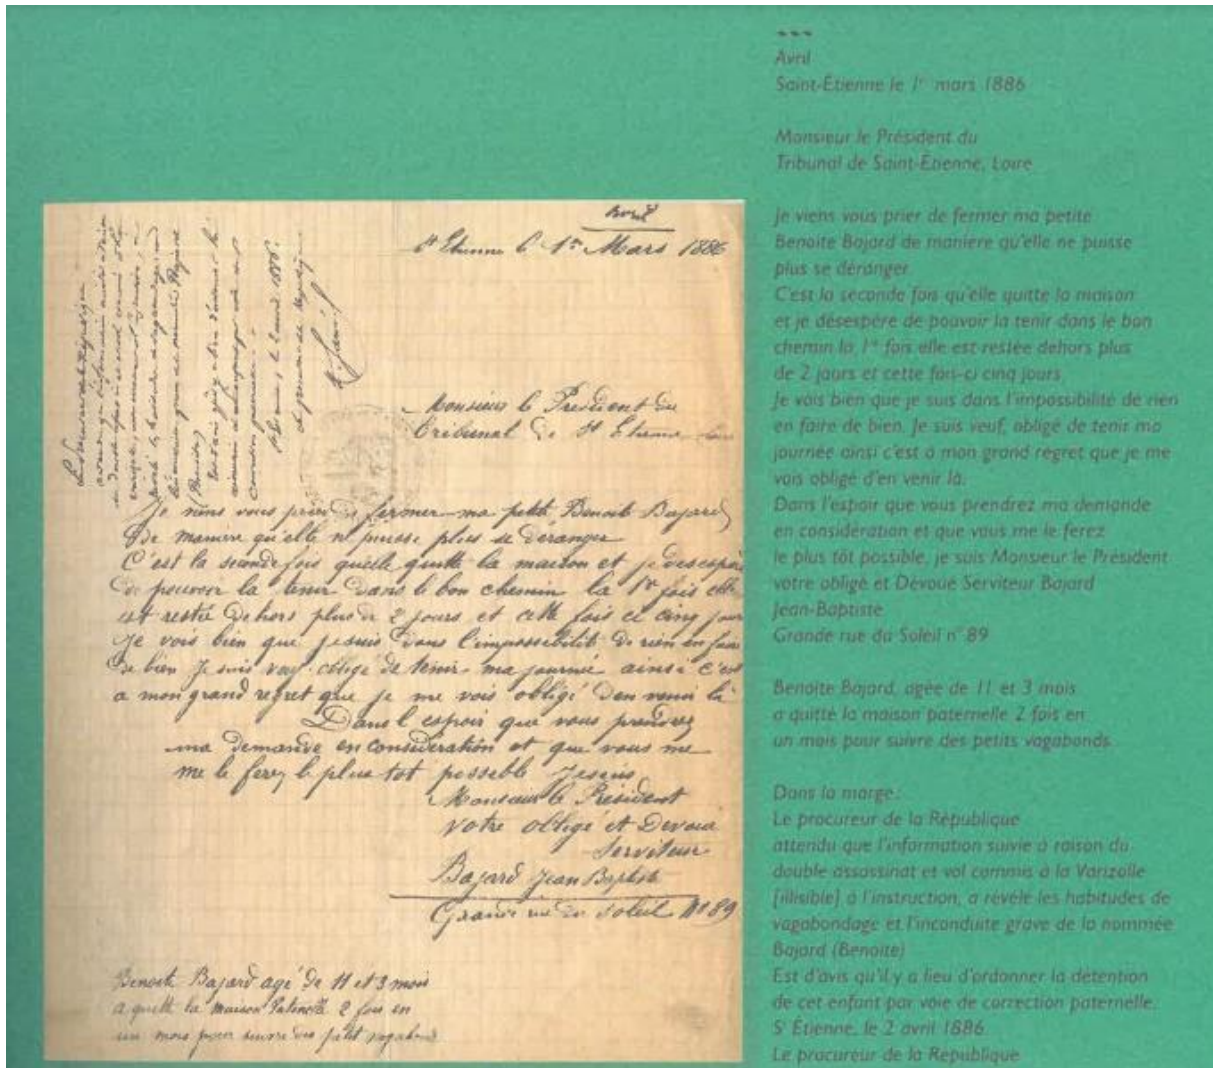 Avril
St Etienne le 1er Mars 1886
Monsieur le President du
Tribunal de St Etienne Loire
Je viens vous prier de fermer ma petite Benoite Bajard
De maniere qu'elle ne puisse plus se déranger
C'est la seconde fois qu'elle quitte la maison et je desespère
De pouvoir la tenir dans le bon chemin la 1re fois elle
est restée dehors plus de 2 jours et cette fois ci cinq jours
Je vois bien que je suis dans l'impossibilité de rien en faire
de bien Je suis veuf obligé de tenir ma journée ainsi c'est
a mon grand regret que je me vois obligé d'en venir là
Dans l'espoir que vous prendrez
ma demande en consideration et que vous me
me le ferez le plus tot possible Je suis
Monsieur le Président
votre obligé et Devoué
Serviteur
Bajard Jean Baptiste
Grande rue du Soleil No 89
Benoite Bajard agé de 11 et 3 mois
a quitté la maison Paternelle 2 fois en
un mois pour suivre des petit vagabond
Avril
Saint-Étienne le 1er mars 1886
Monsieur le Président du
Tribunal de Saint-Étienne, Loire
Je viens vous prier de fermer ma petite
Benoite Bajard de maniere qu'elle ne puisse
plus se déranger.
C'est la seconde fois qu'elle quitte la maison
et je désespère de pouvoir la tenir dans le bon
chemin la 1re fois elle est restée dehors plus
de 2 jours et cette fois-ci cinq jours
Je vois bien que je suis dans l'impossibilité de rien
en faire de bien. Je suis veuf, obligé de tenir ma
journée ainsi c'est à mon grand regret que je me
vois obligé d'en venir là.
Dans l'espoir que vous prendrez ma demande
en considération et que vous me le ferez
le plus tôt possible, je suis Monsieur le Président
votre obligé et Dévoué Serviteur Bajard
Jean-Baptiste
Grande rue du Soleil n° 89
Benoîte Bajard, agée de 11 et 3 mois
a quitté la maison paternelle 2 fois en
un mois pour suivre des petits vagabonds.
Dans la marge :
Le procureur de la République
attendu que l'information suivie à raison du
double assassinat et vol commis à la Varizolle
[illisible] à l'instruction, a révélé les habitudes de
vagabondage et l'inconduite grave de la nommée
Bajard (Benoite)
Est d'avis qu'il y a lieu d'ordonner la détention
de cet enfant par voie de correction paternelle.
St Étienne, le 2 avril 1886.
Le procureur de la République